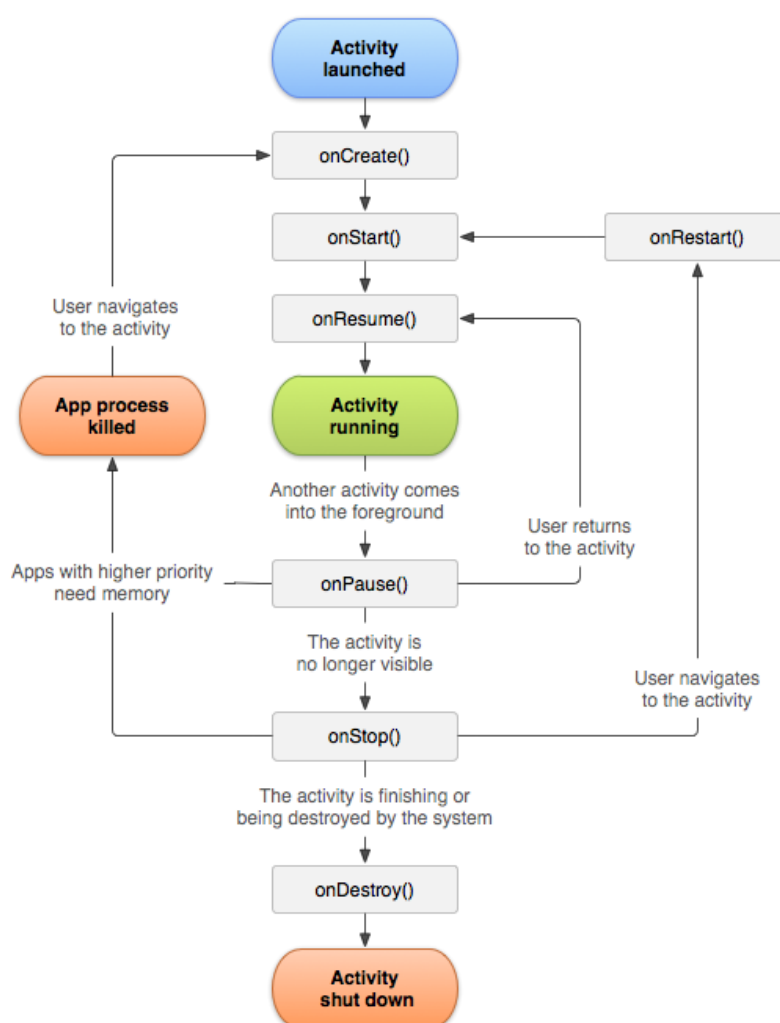 Activity
launched
onCreate()
onStart()
onRestart()
User navigates
to the activity
onResume()
App process
killed
Activity
running
Another activity comes
into the foreground
User returns
to the activity
Apps with higher priority
need memory
onPause()
The activity is
no longer visible
User navigates
to the activity
onStop()
The activity is finishing or
being destroyed by the system
onDestroy()
Activity
shut down